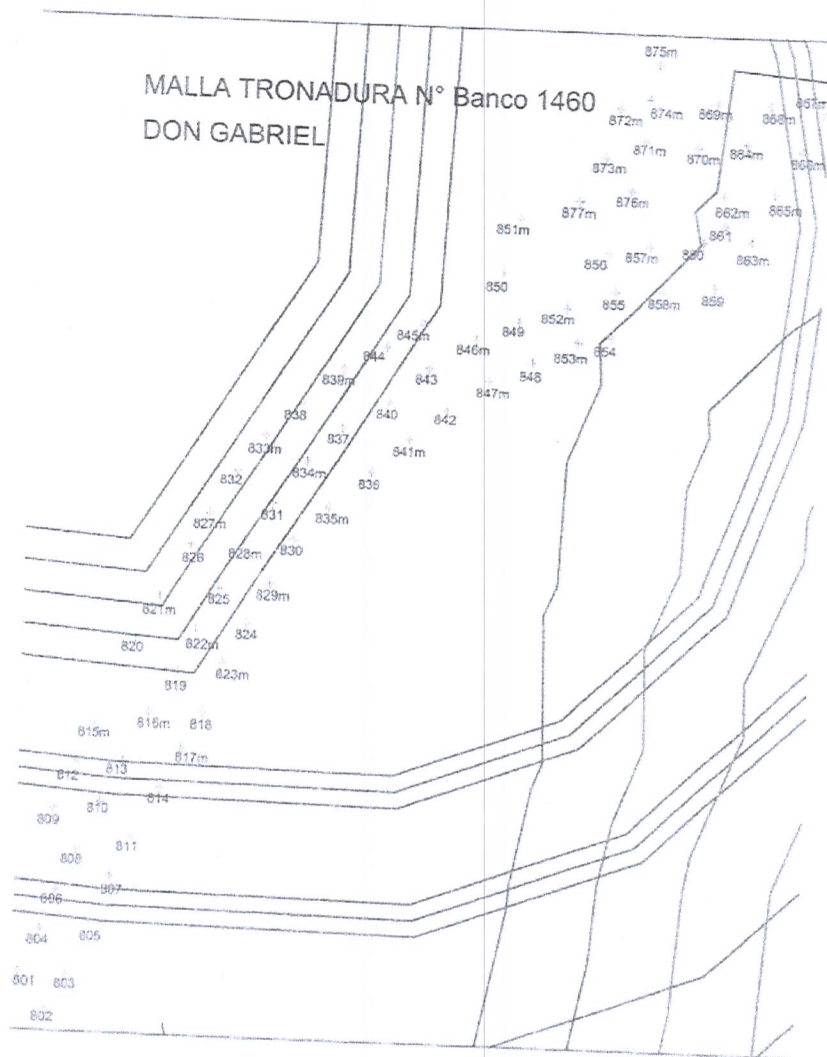 MALLA TRONADURA N° Banco 1460
DON GABRIEL
875m
872m 874m 869m 868m 867m
871m 870m 864m 866m
873m
877m 876m 862m 865m
851m 861
856 857m 860 863m
850
855 858m 859
852m
845m 849
844 846m 853m 854
839m 843 848
847m
838 840 842
837
833m 841m
832 834m 836
827m 831 835m
826 828m 830
821m 825 829m
820 822m 824
819 823m
815m 816m 818
817m
812 813
810 814
809
808 811
806 807
804 805
801 803
802